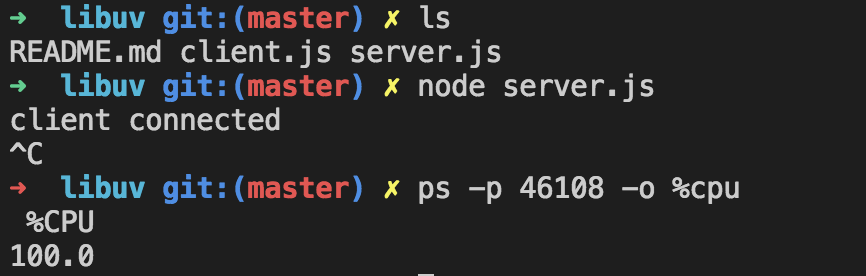 ➜  libuv git:(master) ✗ ls
README.md client.js server.js
➜  libuv git:(master) ✗ node server.js
client connected
^C
➜  libuv git:(master) ✗ ps -p 46108 -o %cpu
 %CPU
100.0